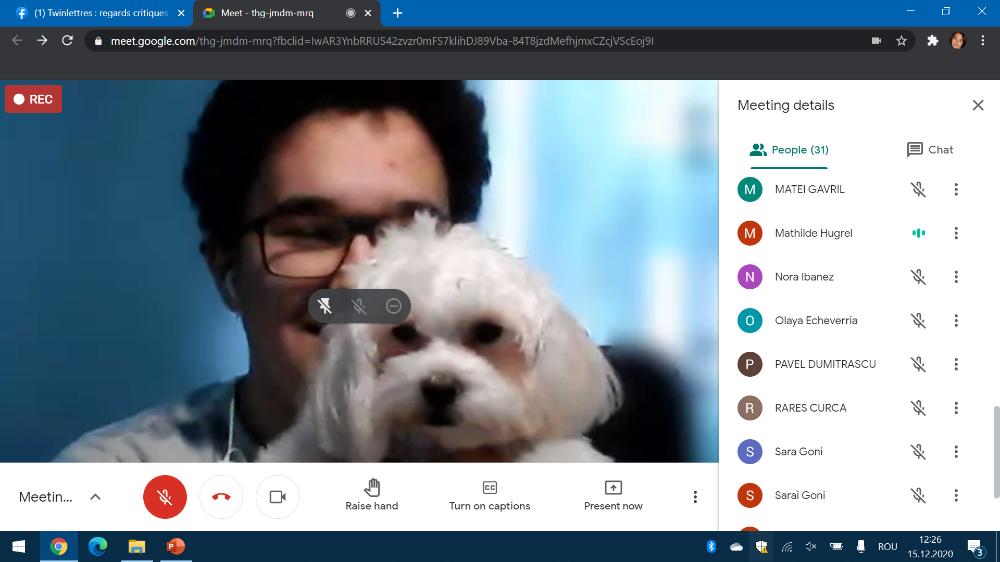 (1) Twinlettres : regards critiques
Meet - thg-jmdm-mrq
meet.google.com/thg-jmdm-mrq?fbclid=IwAR3YnbRRUS42zvzr0mFS7klihDJ89Vba-84T8jzdMefhjmxCZcjVScEoj9I
REC
Meeting details
People (31)
Chat
M MATEI GAVRIL
M Mathilde Hugrel
N Nora Ibanez
O Olaya Echeverria
P PAVEL DUMITRASCU
R RARES CURCA
S Sara Goni
S Sarai Goni
Meetin...
Raise hand
CC
Turn on captions
Present now
P
ROU
12:26
15.12.2020
3